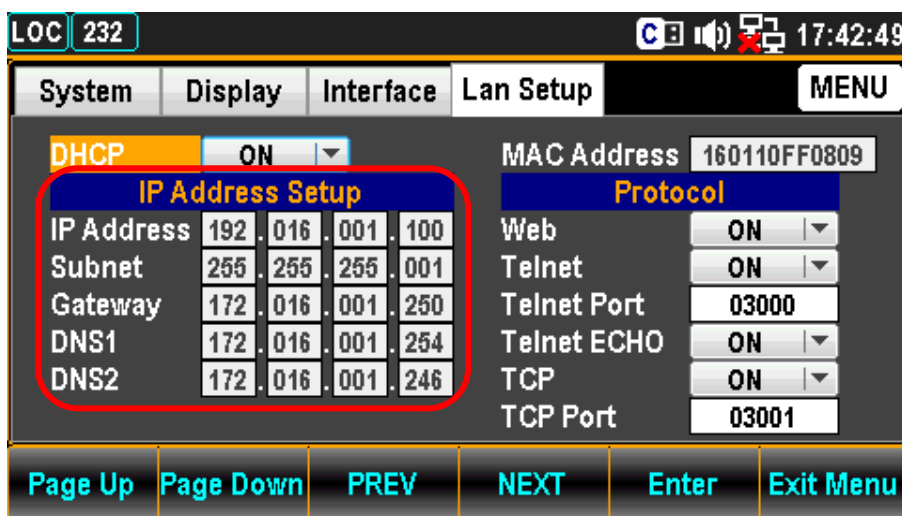 LOC 232 C 17:42:49
System Display Interface Lan Setup MENU
DHCP ON
IP Address Setup
IP Address 192 . 016 . 001 . 100
Subnet 255 . 255 . 255 . 001
Gateway 172 . 016 . 001 . 250
DNS1 172 . 016 . 001 . 254
DNS2 172 . 016 . 001 . 246
MAC Address 160110FF0809
Protocol
Web ON
Telnet ON
Telnet Port 03000
Telnet ECHO ON
TCP ON
TCP Port 03001
Page Up Page Down PREV NEXT Enter Exit Menu